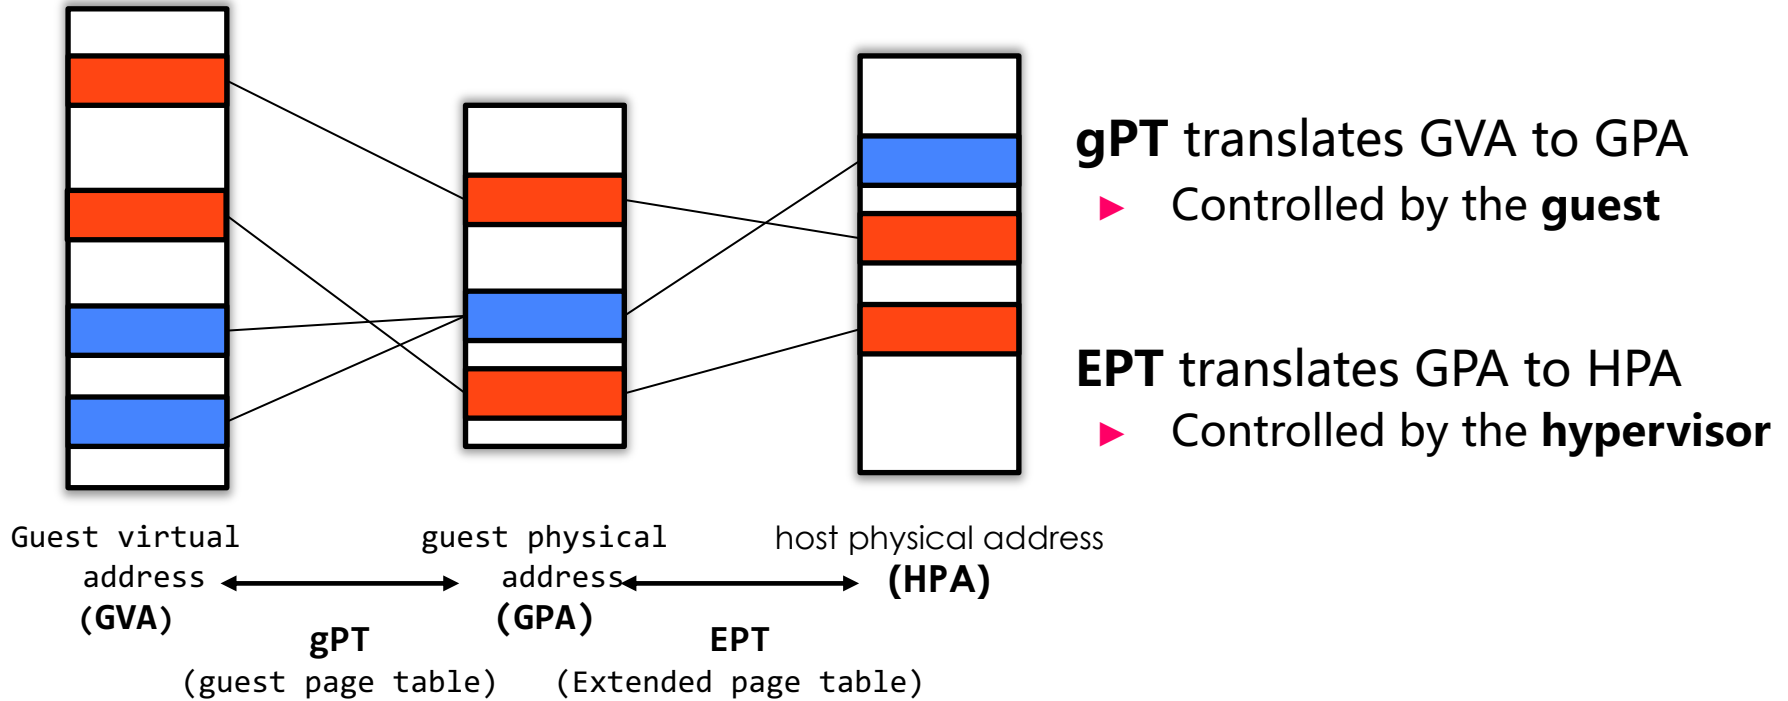 gPT translates GVA to GPA
► Controlled by the guest
EPT translates GPA to HPA
► Controlled by the hypervisor
Guest virtual
address
(GVA)
guest physical
address
(GPA)
host physical address
(HPA)
gPT
(guest page table)
EPT
(Extended page table)